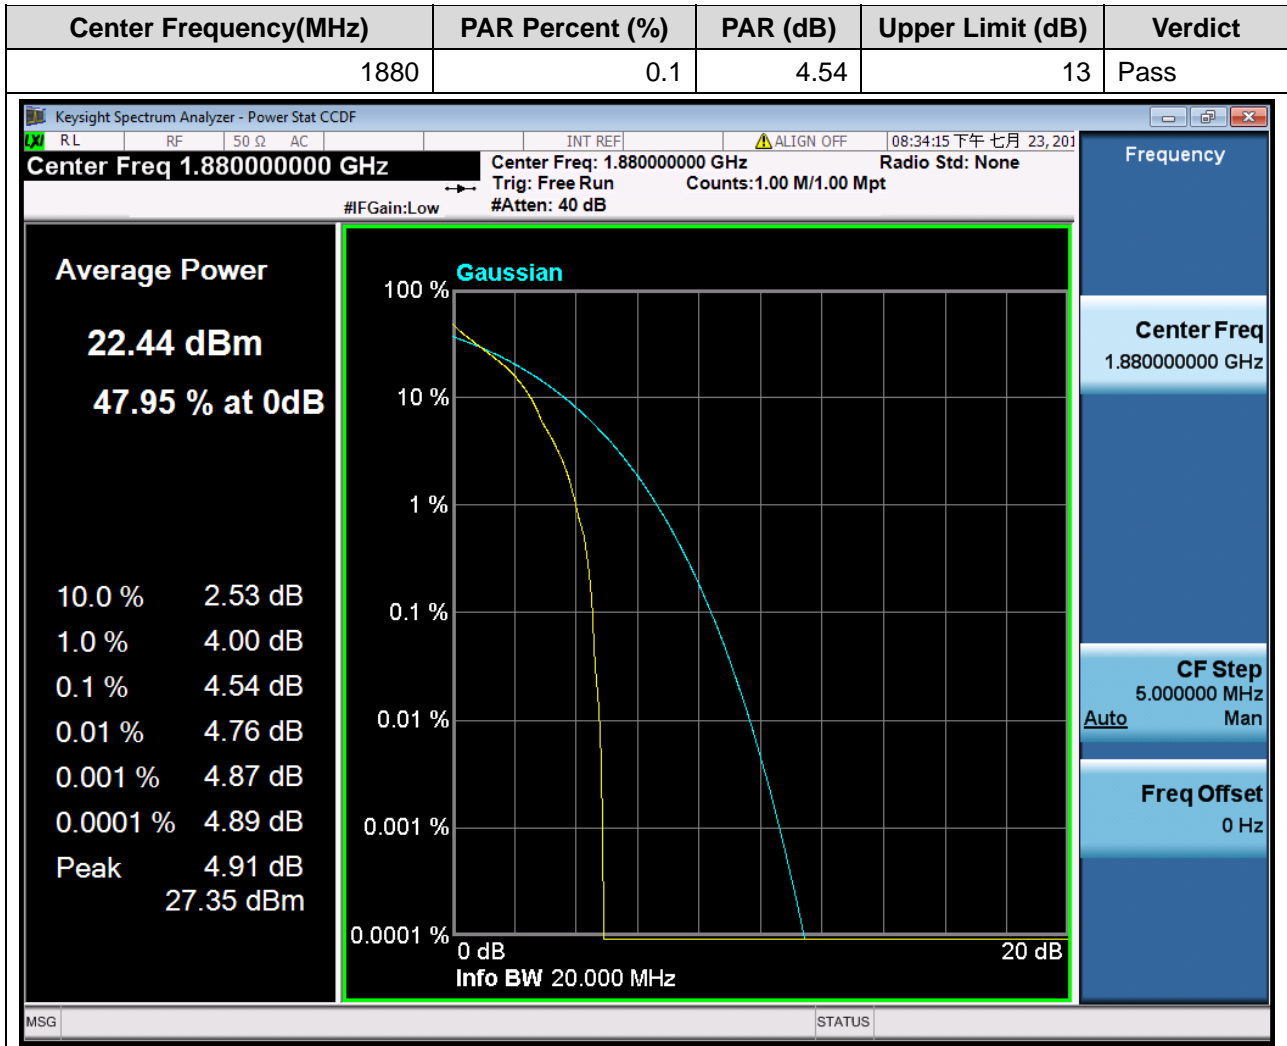 Center Frequency(MHz) PAR Percent (%) PAR (dB) Upper Limit (dB) Verdict
1880 0.1 4.54 13 Pass
Keysight Spectrum Analyzer - Power Stat CCDF
LXI RL RF 50 Ω AC INT REF ALIGN OFF 08:34:15 下午 七月 23, 201
Center Freq 1.880000000 GHz
Center Freq: 1.880000000 GHz Radio Std: None
Trig: Free Run Counts:1.00 M/1.00 Mpt
#IFGain:Low #Atten: 40 dB
Average Power
22.44 dBm
47.95 % at 0dB
10.0 % 2.53 dB
1.0 % 4.00 dB
0.1 % 4.54 dB
0.01 % 4.76 dB
0.001 % 4.87 dB
0.0001 % 4.89 dB
Peak 4.91 dB
27.35 dBm
Gaussian
100 %
10 %
1 %
0.1 %
0.01 %
0.001 %
0.0001 %
0 dB 20 dB
Info BW 20.000 MHz
Frequency
Center Freq
1.880000000 GHz
CF Step
5.000000 MHz
Auto Man
Freq Offset
0 Hz
MSG STATUS